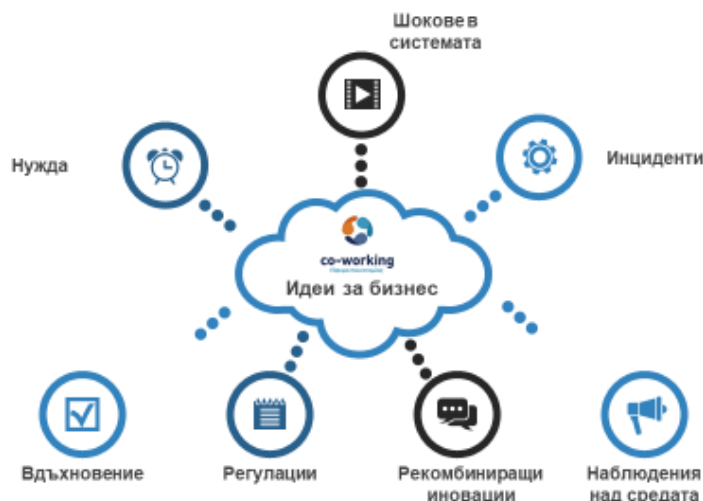 Шокове в
системата
Нужда
Инциденти
co-working
Идеи за бизнес
Вдъхновение
Регулации
Рекомбиниращи
иновации
Наблюдения
над средата